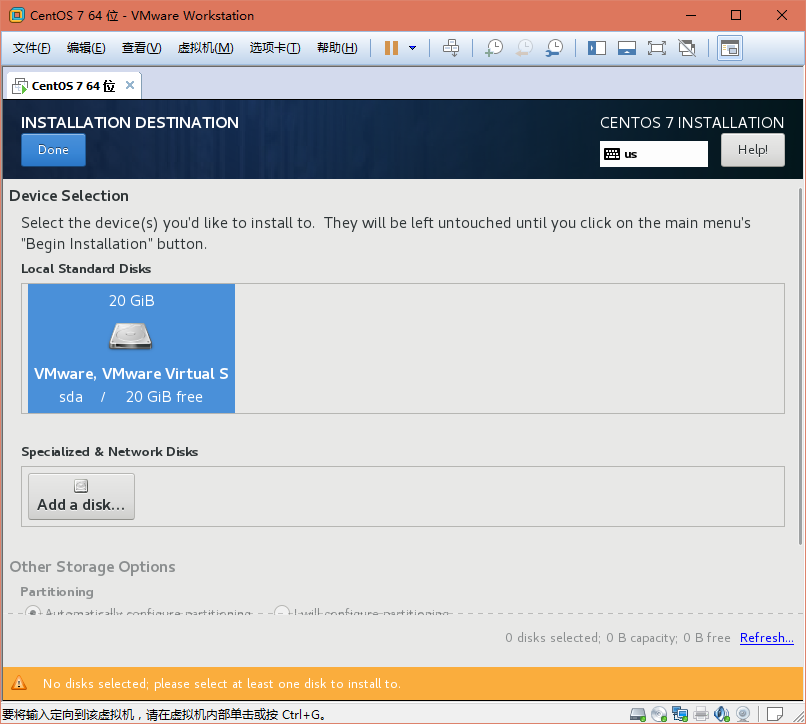 CentOS 7 64 位 - VMware Workstation
文件(F) 编辑(E) 查看(V) 虚拟机(M) 选项卡(T) 帮助(H)
CentOS 7 64 位
INSTALLATION DESTINATION
CENTOS 7 INSTALLATION
Done
us
Help!
Device Selection
Select the device(s) you'd like to install to.  They will be left untouched until you click on the main menu's
"Begin Installation" button.
Local Standard Disks
20 GiB
VMware, VMware Virtual S
sda / 20 GiB free
Specialized & Network Disks
Add a disk...
Other Storage Options
Partitioning
Automatically configure partitioning. I will configure partitioning.
0 disks selected; 0 B capacity; 0 B free Refresh...
No disks selected; please select at least one disk to install to.
要将输入定向到该虚拟机，请在虚拟机内部单击或按 Ctrl+G。